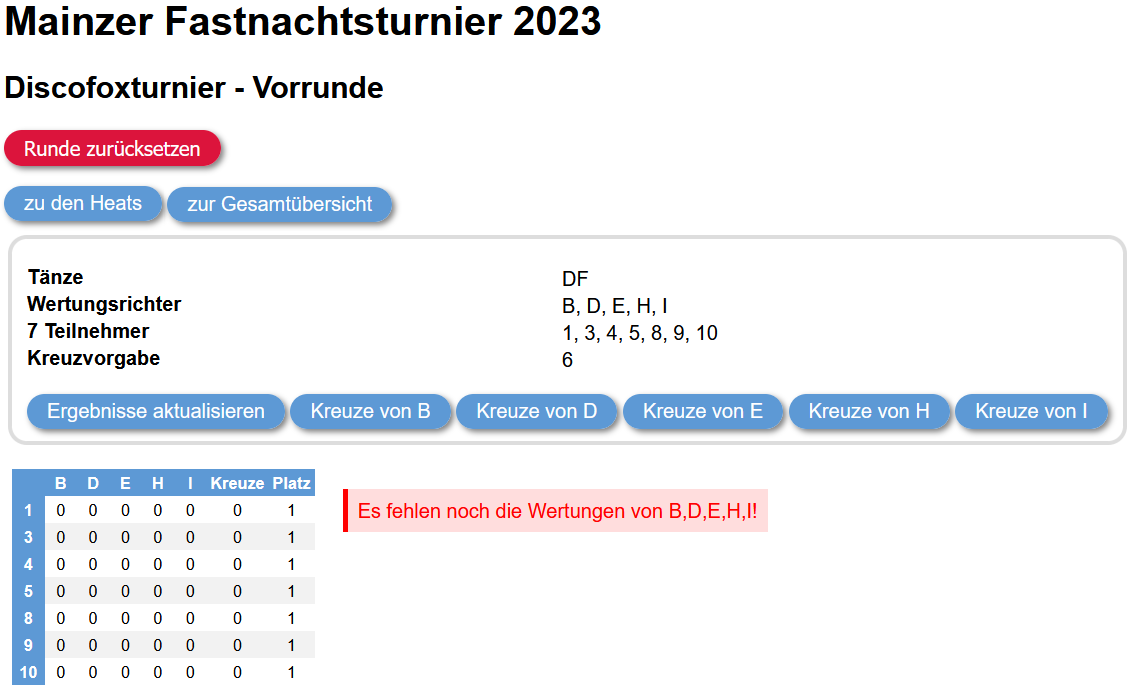 Mainzer Fastnachtsturnier 2023
Discofoxturnier - Vorrunde
Runde zurücksetzen
zu den Heats zur Gesamtübersicht
Tänze DF
Wertungsrichter B, D, E, H, I
7 Teilnehmer 1, 3, 4, 5, 8, 9, 10
Kreuzvorgabe 6
Ergebnisse aktualisieren Kreuze von B Kreuze von D Kreuze von E Kreuze von H Kreuze von I
B D E H I Kreuze Platz
1 0 0 0 0 0 0 1
3 0 0 0 0 0 0 1
4 0 0 0 0 0 0 1
5 0 0 0 0 0 0 1
8 0 0 0 0 0 0 1
9 0 0 0 0 0 0 1
10 0 0 0 0 0 0 1
Es fehlen noch die Wertungen von B,D,E,H,I!